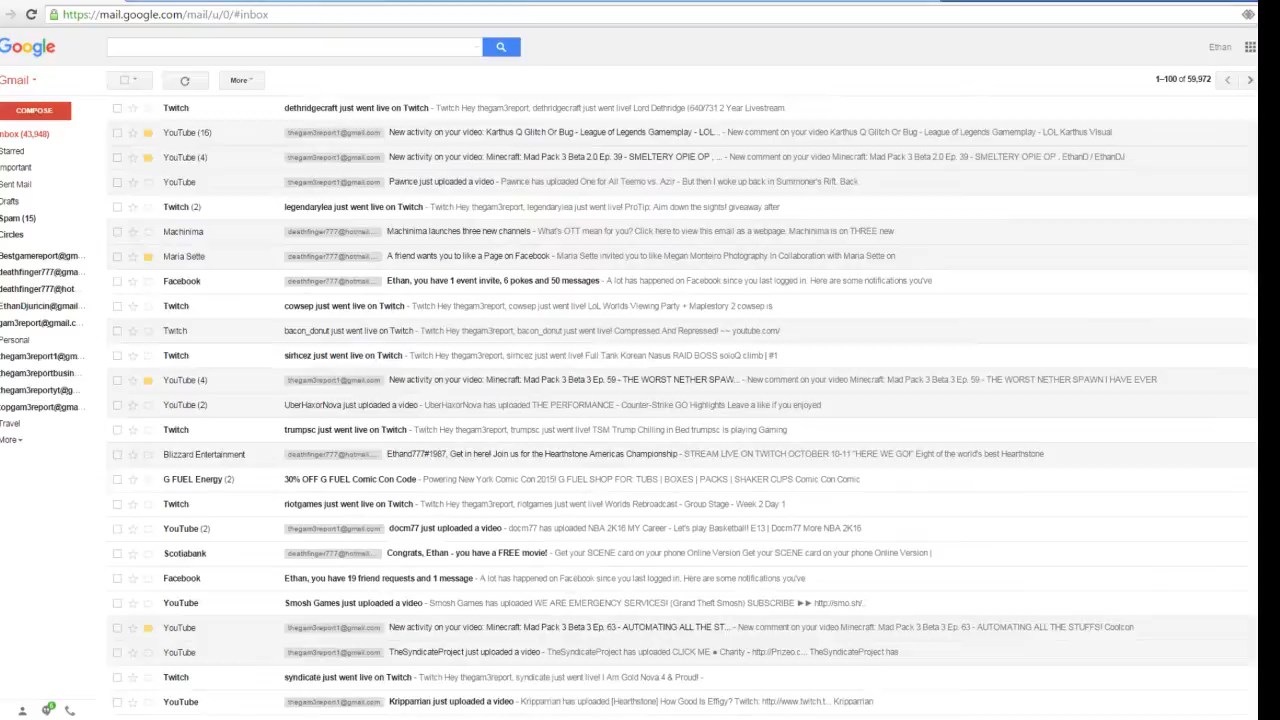 https://mail.google.com/mail/u/0/#inbox
Google
Ethan
Gmail
More
1–100 of 59,972
COMPOSE
Inbox (43,948)
Starred
Important
Sent Mail
Drafts
Spam (15)
Circles
Bestgamereport@gm...
deathfinger777@gma...
deathfinger777@hot...
EthanDjuricin@gmail...
gam3report@gmail.c...
Personal
thegam3report1@gm...
thegam3reportbusin...
thegam3reportyt@g...
topgam3report@gma...
Travel
More
Twitch dethridgecraft just went live on Twitch - Twitch Hey thegam3report, dethridgecraft just went live! Lord Dethridge (640/731 2 Year Livestream
YouTube (16) thegam3report1@gmail.com New activity on your video: Karthus Q Glitch Or Bug - League of Legends Gamemplay - LOL... - New comment on your video Karthus Q Glitch Or Bug - League of Legends Gamemplay - LOL Karthus Visual
YouTube (4) thegam3report1@gmail.com New activity on your video: Minecraft: Mad Pack 3 Beta 2.0 Ep. 39 - SMELTERY OPIE OP , ... - New comment on your video Minecraft: Mad Pack 3 Beta 2.0 Ep. 39 - SMELTERY OPIE OP . EthanD / EthanDJ
YouTube thegam3report1@gmail.com Pawnce just uploaded a video - Pawnce has uploaded One for All Teemo vs. Azir - But then I woke up back in Summoner's Rift. Back
Twitch (2) legendarylea just went live on Twitch - Twitch Hey thegam3report, legendarylea just went live! ProTip: Aim down the sights! giveaway after
Machinima deathfinger777@hotmail.... Machinima launches three new channels - What's OTT mean for you? Click here to view this email as a webpage. Machinima is on THREE new
Maria Sette deathfinger777@hotmail.... A friend wants you to like a Page on Facebook - Maria Sette invited you to like Megan Monteiro Photography In Collaboration with Maria Sette on
Facebook deathfinger777@hotmail.... Ethan, you have 1 event invite, 6 pokes and 50 messages - A lot has happened on Facebook since you last logged in. Here are some notifications you've
Twitch cowsep just went live on Twitch - Twitch Hey thegam3report, cowsep just went live! LoL Worlds Viewing Party + Maplestory 2 cowsep is
Twitch bacon_donut just went live on Twitch - Twitch Hey thegam3report, bacon_donut just went live! Compressed And Repressed! ~~ youtube.com/
Twitch sirhcez just went live on Twitch - Twitch Hey thegam3report, sirhcez just went live! Full Tank Korean Nasus RAID BOSS soloQ climb | #1
YouTube (4) thegam3report1@gmail.com New activity on your video: Minecraft: Mad Pack 3 Beta 3 Ep. 59 - THE WORST NETHER SPAW... - New comment on your video Minecraft: Mad Pack 3 Beta 3 Ep. 59 - THE WORST NETHER SPAWN I HAVE EVER
YouTube (2) UberHaxorNova just uploaded a video - UberHaxorNova has uploaded THE PERFORMANCE - Counter-Strike GO Highlights Leave a like if you enjoyed
Twitch trumpsc just went live on Twitch - Twitch Hey thegam3report, trumpsc just went live! TSM Trump Chilling in Bed trumpsc is playing Gaming
Blizzard Entertainment deathfinger777@hotmail.... Ethand777#1987, Get in here! Join us for the Hearthstone Americas Championship - STREAM LIVE ON TWITCH OCTOBER 10-11 "HERE WE GO!" Eight of the world's best Hearthstone
G FUEL Energy (2) 30% OFF G FUEL Comic Con Code - Powering New York Comic Con 2015! G FUEL SHOP FOR: TUBS | BOXES | PACKS | SHAKER CUPS Comic Con Comic
Twitch riotgames just went live on Twitch - Twitch Hey thegam3report, riotgames just went live! Worlds Rebroadcast - Group Stage - Week 2 Day 1
YouTube (2) thegam3report1@gmail.com docm77 just uploaded a video - docm77 has uploaded NBA 2K16 MY Career - Let's play Basketball! E13 | Docm77 More NBA 2K16
Scotiabank deathfinger777@hotmail.... Congrats, Ethan - you have a FREE movie! - Get your SCENE card on your phone Online Version Get your SCENE card on your phone Online Version |
Facebook Ethan, you have 19 friend requests and 1 message - A lot has happened on Facebook since you last logged in. Here are some notifications you've
YouTube Smosh Games just uploaded a video - Smosh Games has uploaded WE ARE EMERGENCY SERVICES! (Grand Theft Smosh) SUBSCRIBE ►► http://smo.sh/.
YouTube thegam3report1@gmail.com New activity on your video: Minecraft: Mad Pack 3 Beta 3 Ep. 63 - AUTOMATING ALL THE ST... - New comment on your video Minecraft: Mad Pack 3 Beta 3 Ep. 63 - AUTOMATING ALL THE STUFFS! Coolcon
YouTube thegam3report1@gmail.com TheSyndicateProject just uploaded a video - TheSyndicateProject has uploaded CLICK ME ● Charity - http://Prizeo.c... TheSyndicateProject has
Twitch syndicate just went live on Twitch - Twitch Hey thegam3report, syndicate just went live! I Am Gold Nova 4 & Proud! -
YouTube thegam3report1@gmail.com Kripparrian just uploaded a video - Kripparrian has uploaded [Hearthstone] How Good Is Effigy? Twitch: http://www.twitch.t... Kripparrian